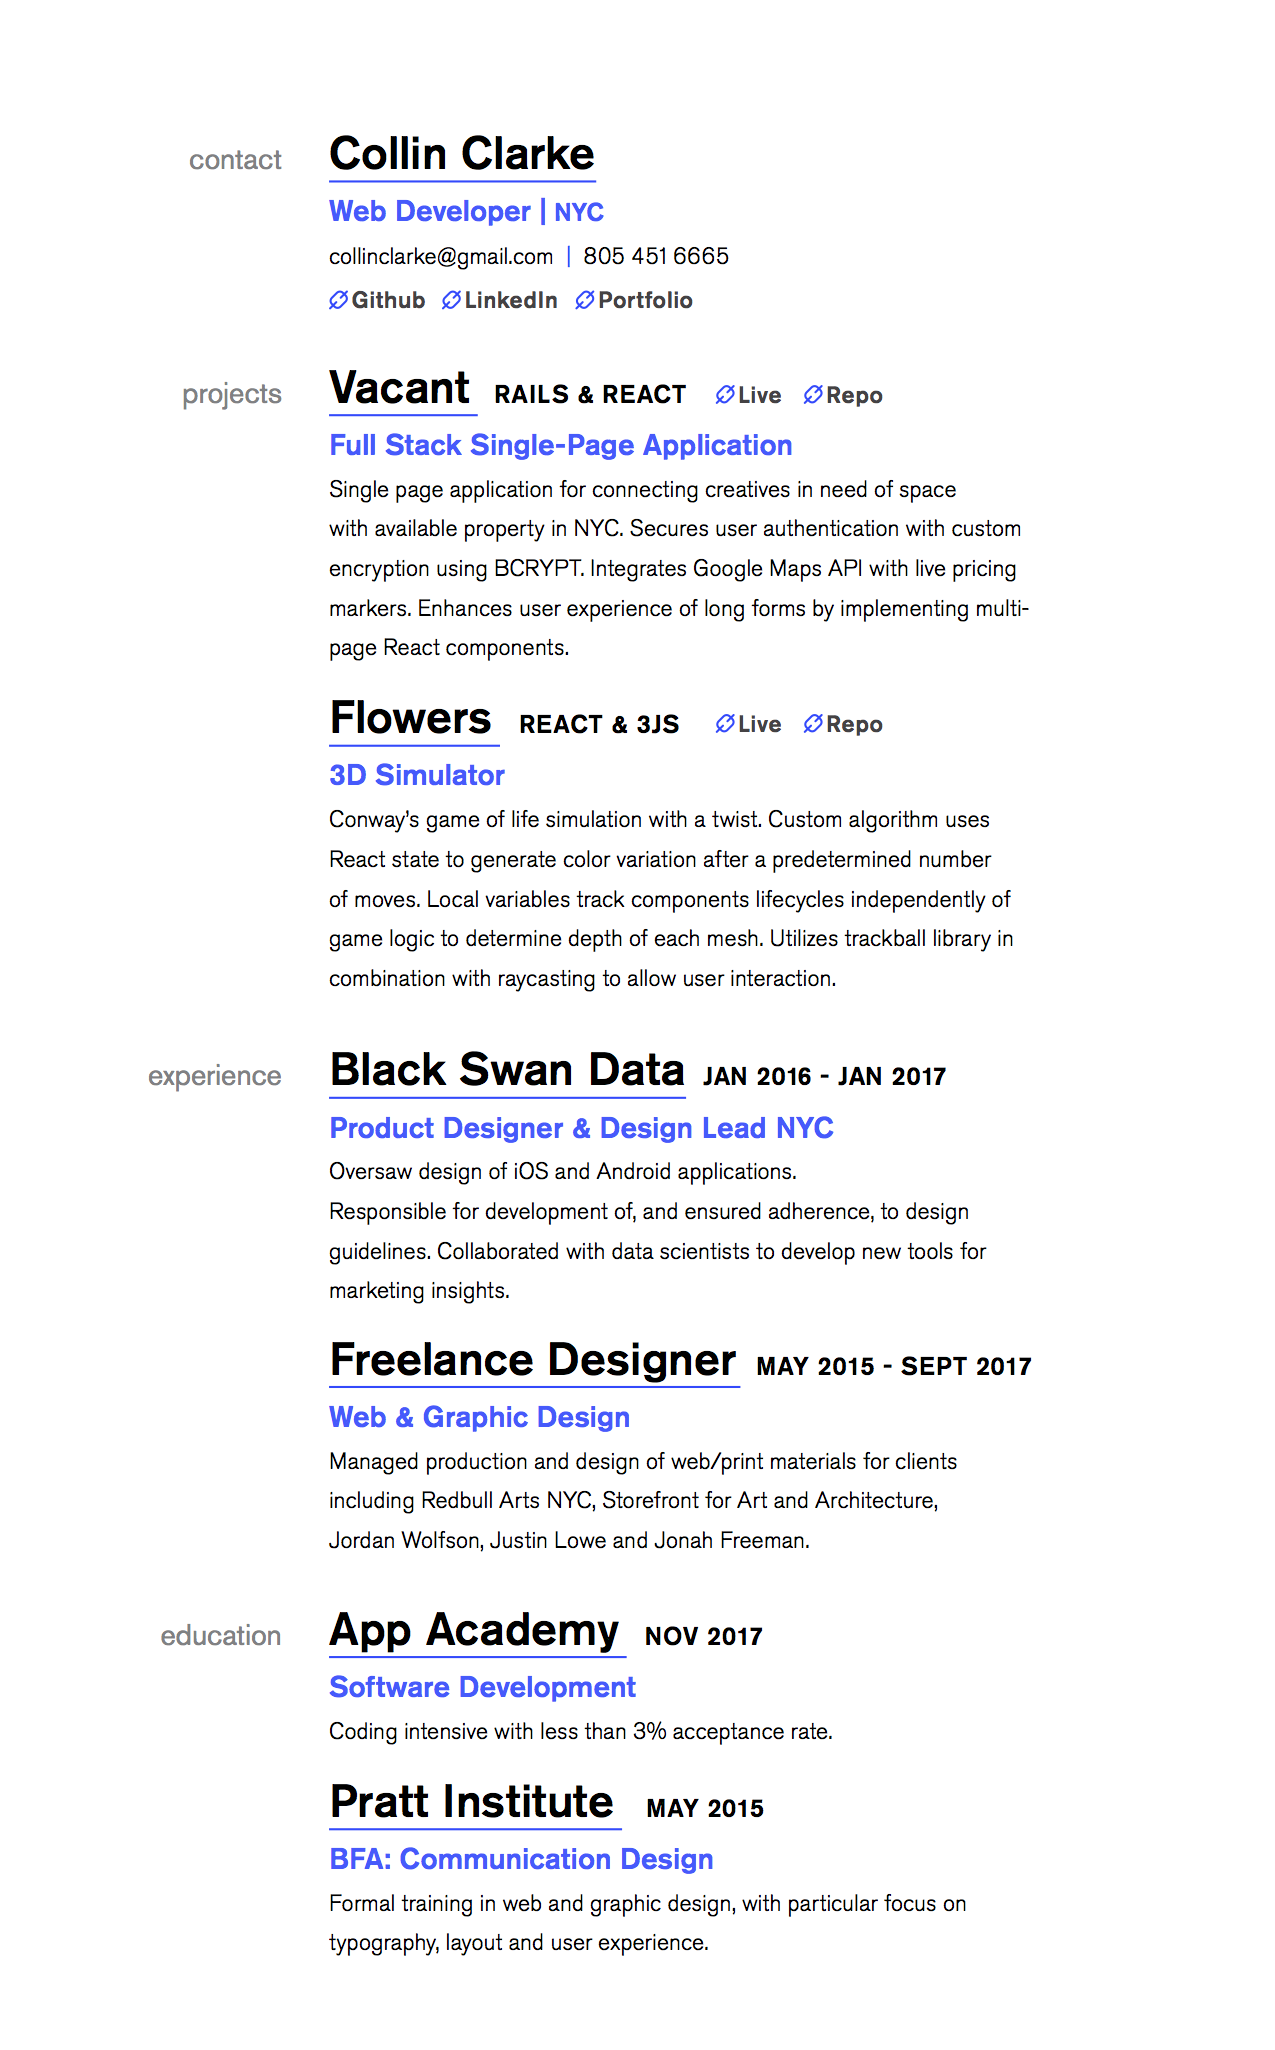 contact
Collin Clarke
Web Developer | NYC
collinclarke@gmail.com | 805 451 6665
Github LinkedIn Portfolio
projects
Vacant RAILS & REACT Live Repo
Full Stack Single-Page Application
Single page application for connecting creatives in need of space
with available property in NYC. Secures user authentication with custom
encryption using BCRYPT. Integrates Google Maps API with live pricing
markers. Enhances user experience of long forms by implementing multi-
page React components.
Flowers REACT & 3JS Live Repo
3D Simulator
Conway's game of life simulation with a twist. Custom algorithm uses
React state to generate color variation after a predetermined number
of moves. Local variables track components lifecycles independently of
game logic to determine depth of each mesh. Utilizes trackball library in
combination with raycasting to allow user interaction.
experience
Black Swan Data JAN 2016 - JAN 2017
Product Designer & Design Lead NYC
Oversaw design of iOS and Android applications.
Responsible for development of, and ensured adherence, to design
guidelines. Collaborated with data scientists to develop new tools for
marketing insights.
Freelance Designer MAY 2015 - SEPT 2017
Web & Graphic Design
Managed production and design of web/print materials for clients
including Redbull Arts NYC, Storefront for Art and Architecture,
Jordan Wolfson, Justin Lowe and Jonah Freeman.
education
App Academy NOV 2017
Software Development
Coding intensive with less than 3% acceptance rate.
Pratt Institute MAY 2015
BFA: Communication Design
Formal training in web and graphic design, with particular focus on
typography, layout and user experience.